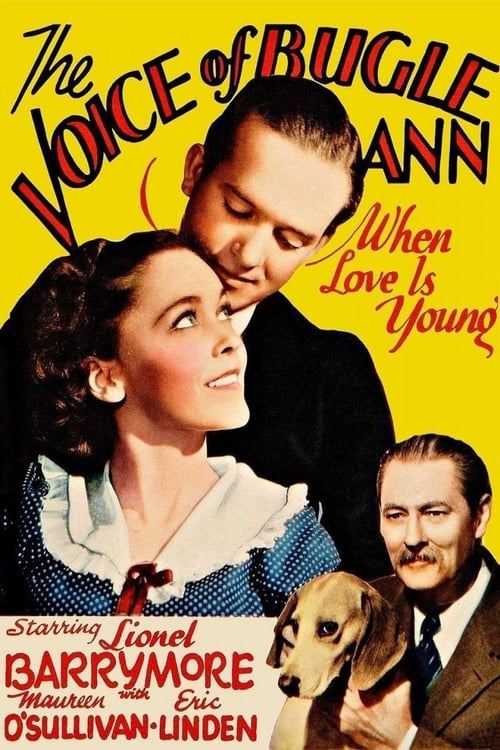 The
VOICE of BUGLE
ANN
When
Love Is
Young
Starring Lionel
BARRYMORE
Maureen with Eric
O'SULLIVAN-LINDEN